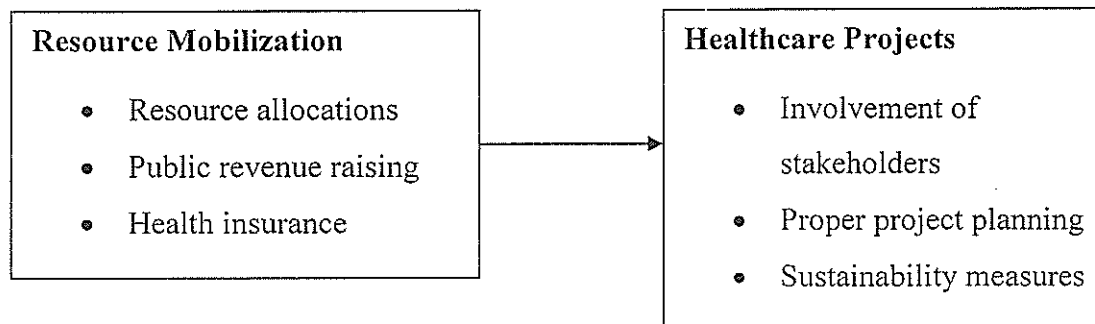 Resource Mobilization
• Resource allocations
• Public revenue raising
• Health insurance
Healthcare Projects
• Involvement of
stakeholders
• Proper project planning
• Sustainability measures